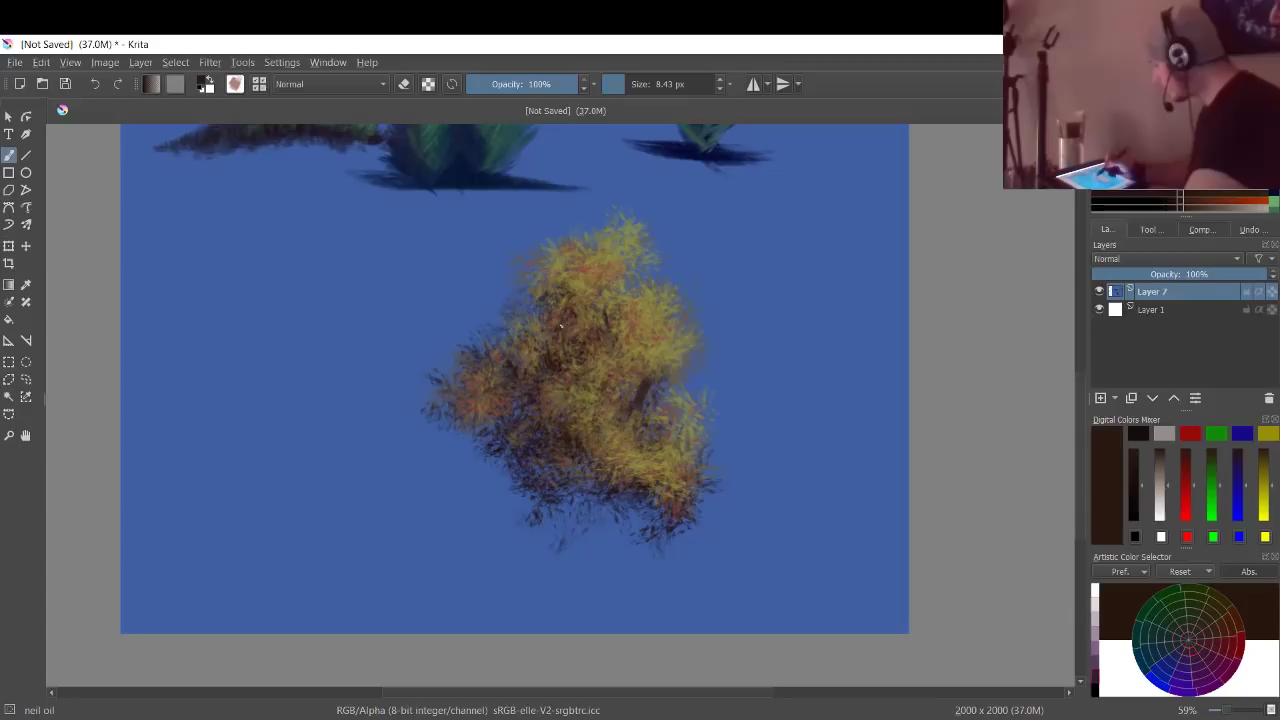 [Not Saved] (37.0M) * - Krita
File Edit View Image Layer Select Filter Tools Settings Window Help
Normal Opacity: 100% Size: 8.43 px
[Not Saved] (37.0M)
La... Tool ... Comp... Undo ...
Layers
Normal
Opacity: 100%
Layer 7
Layer 1
Digital Colors Mixer
Artistic Color Selector
Pref. Reset Abs.
neil oil RGB/Alpha (8-bit integer/channel) sRGB-elle-V2-srgbtrc.icc 2000 x 2000 (37.0M) 59%